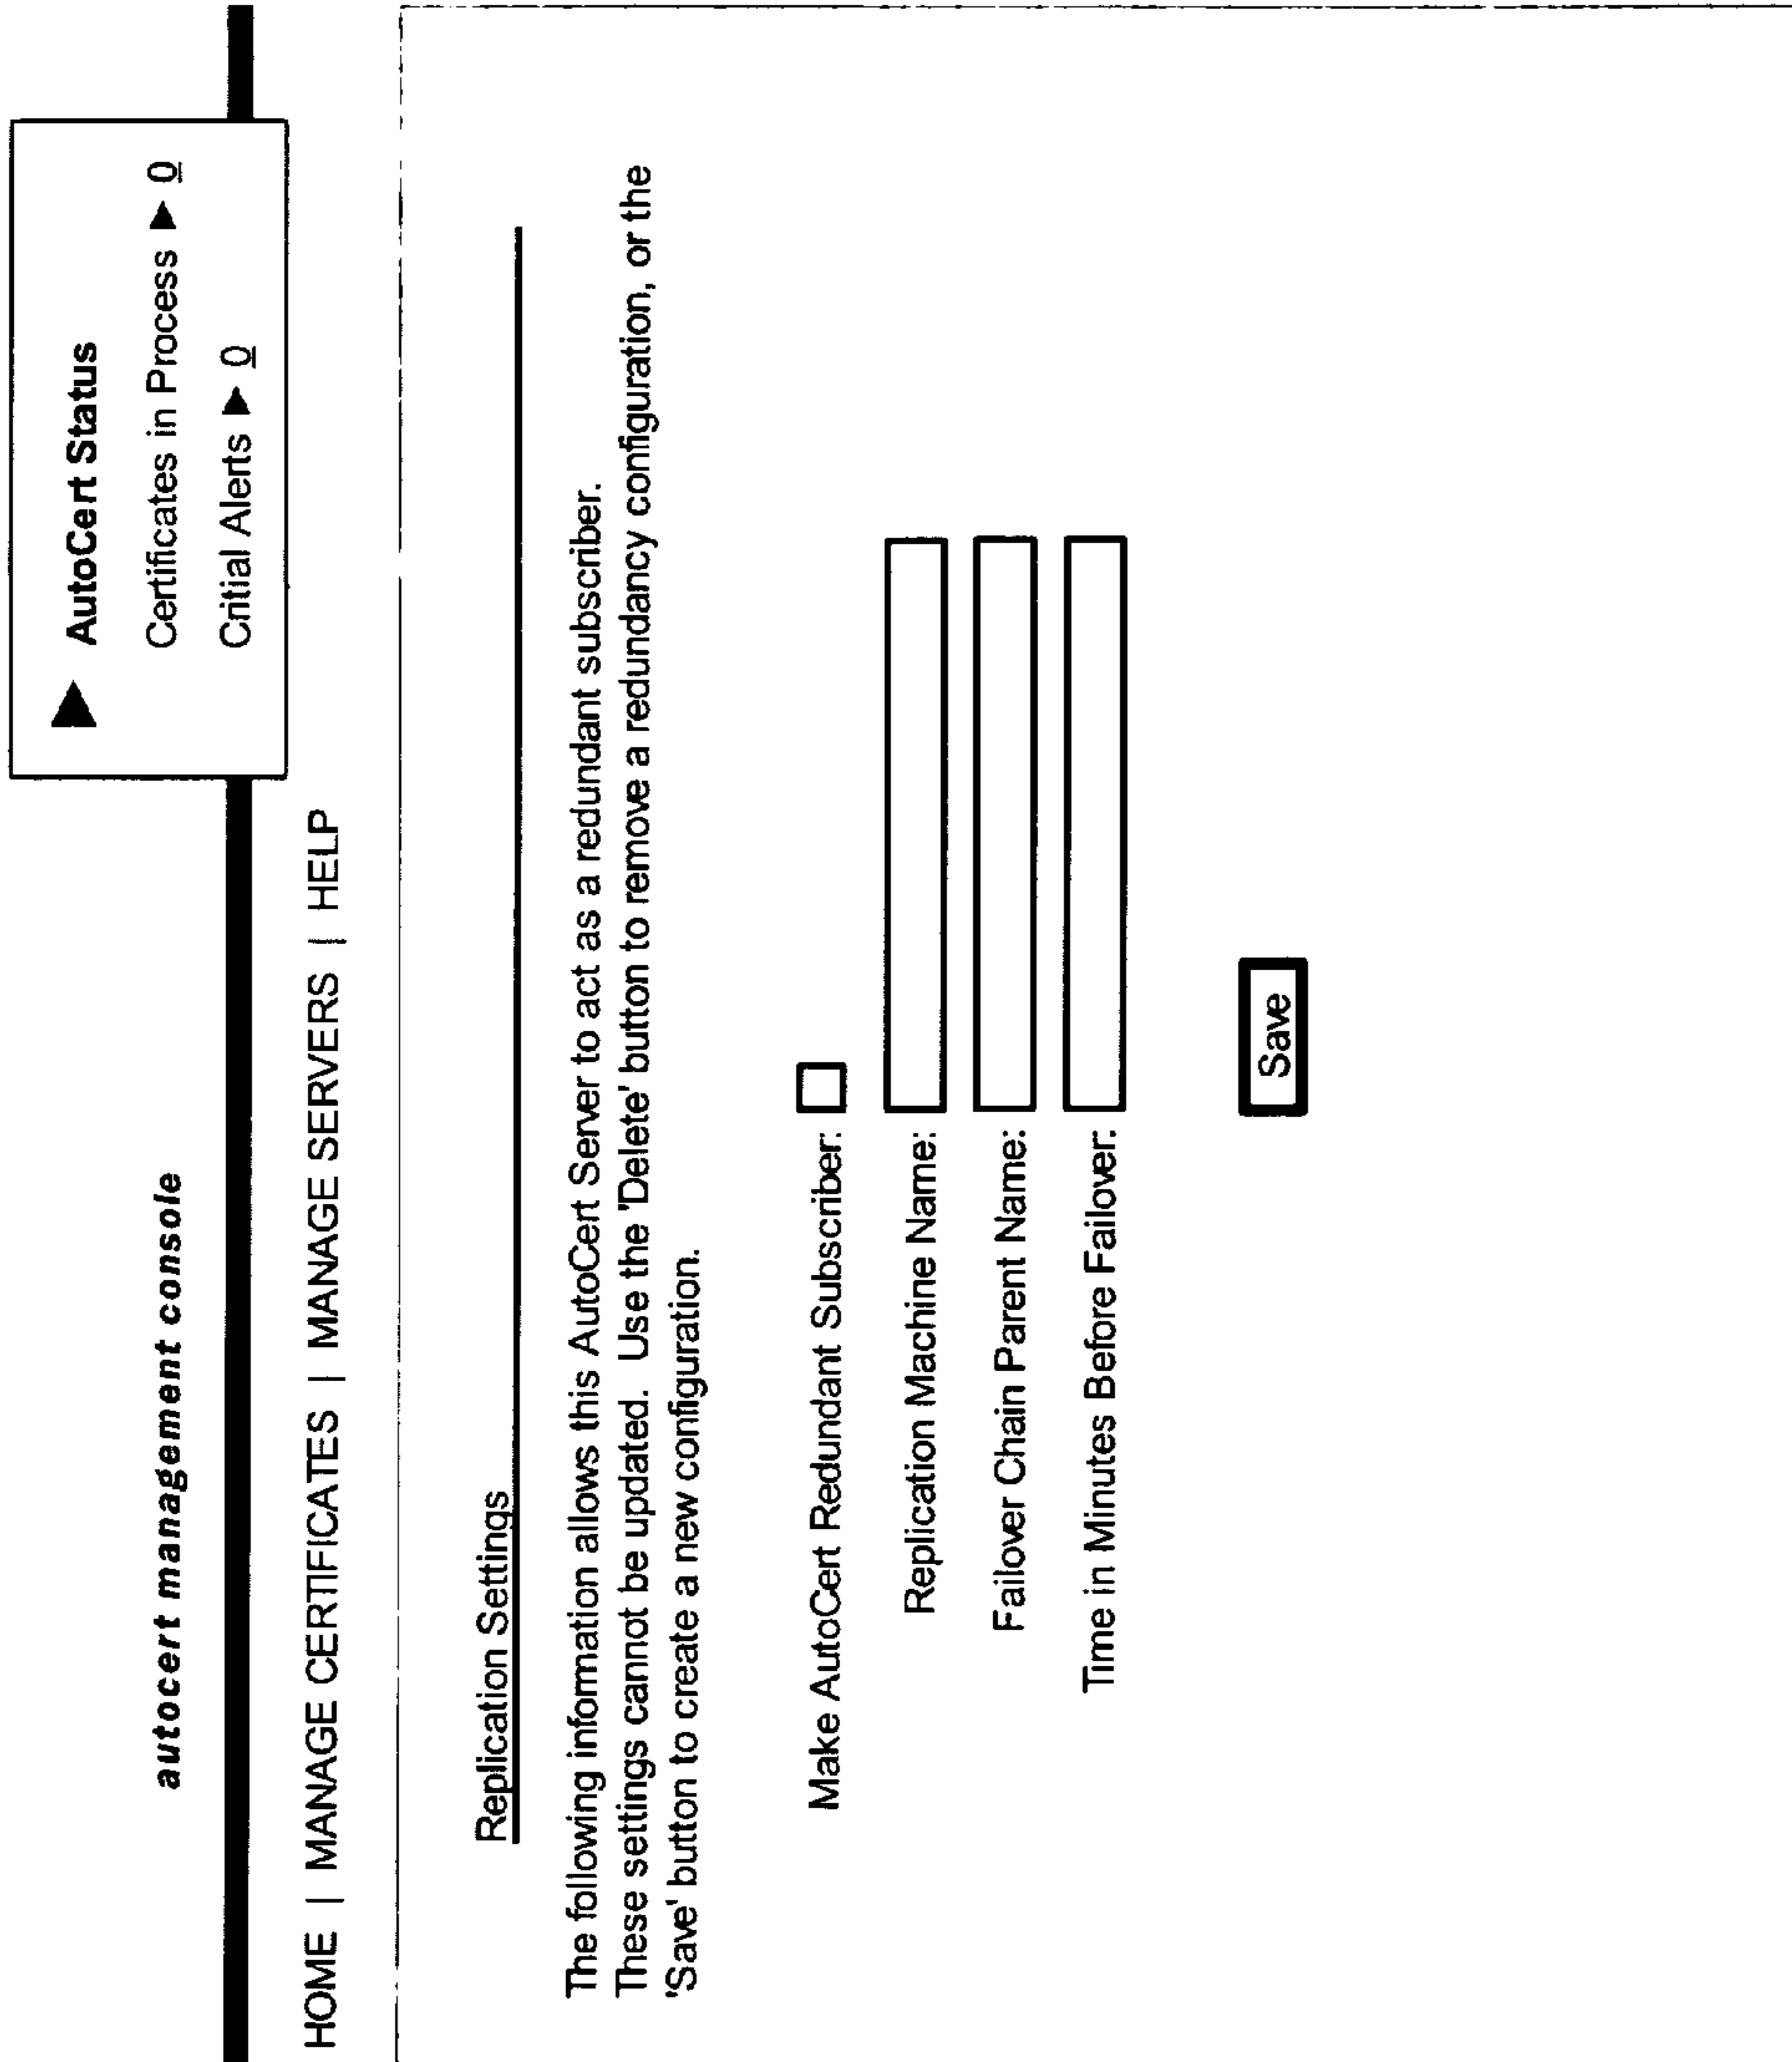 autocert management console
AutoCert Status
Certificates in Process ► 0
Critial Alerts ► 0
HOME | MANAGE CERTIFICATES | MANAGE SERVERS | HELP
Replication Settings
The following information allows this AutoCert Server to act as a redundant subscriber.
These settings cannot be updated. Use the 'Delete' button to remove a redundancy configuration, or the
'Save' button to create a new configuration.
Make AutoCert Redundant Subscriber:
Replication Machine Name:
Failover Chain Parent Name:
Time in Minutes Before Failover:
Save